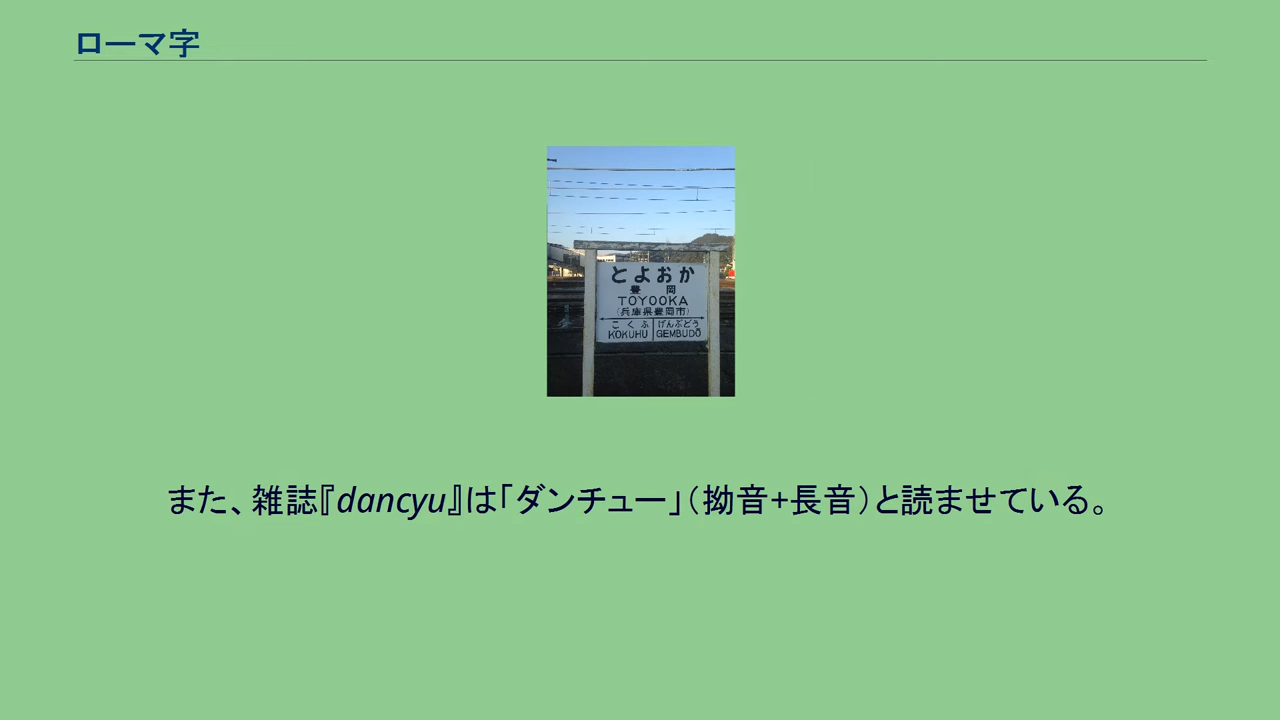 ローマ字
とよおか
豊 岡
TOYOOKA
(兵庫県豊岡市)
こくふ げんぶどう
KOKUHU GEMBUDŌ
また、雑誌『dancyu』は「ダンチュー」(拗音+長音)と読ませている。